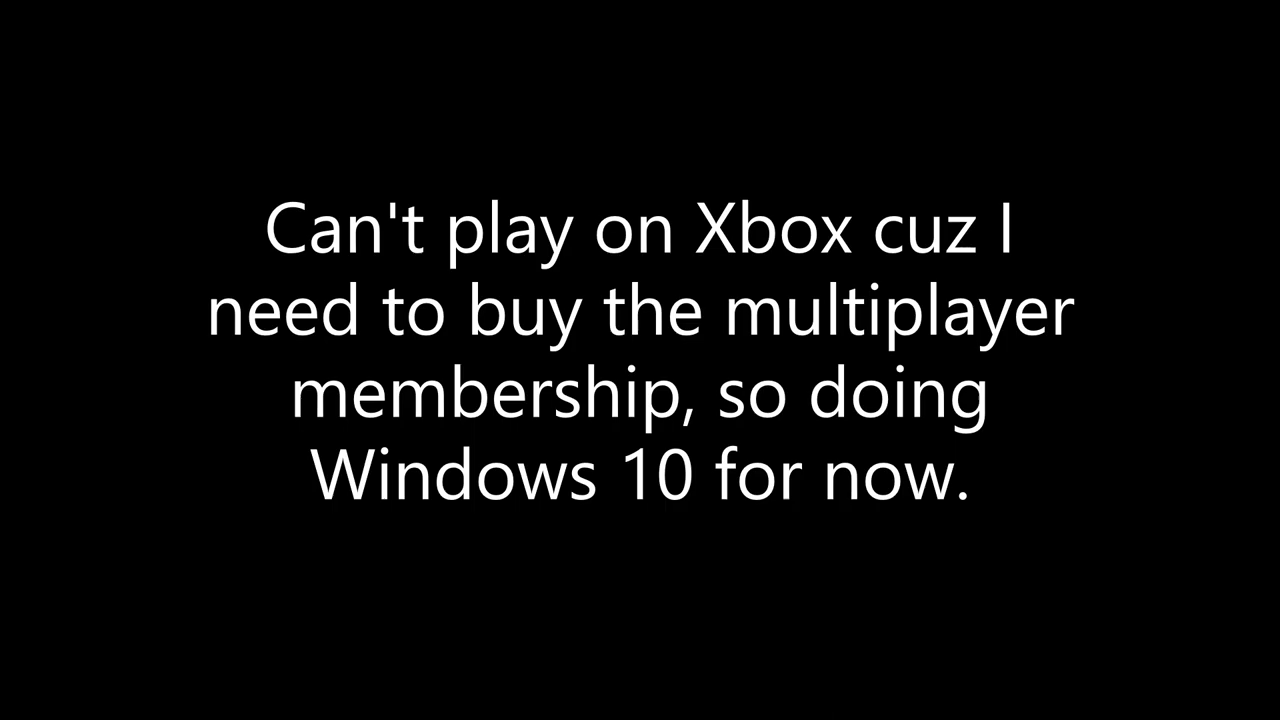 Can't play on Xbox cuz I
need to buy the multiplayer
membership, so doing
Windows 10 for now.